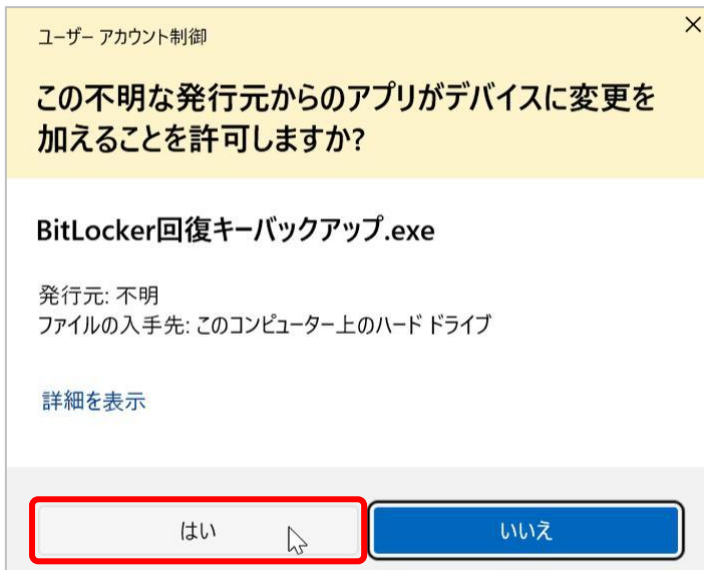 ユーザー アカウント制御
この不明な発行元からのアプリがデバイスに変更を
加えることを許可しますか?
BitLocker回復キーバックアップ.exe
発行元: 不明
ファイルの入手先: このコンピューター上のハード ドライブ
詳細を表示
はい
いいえ